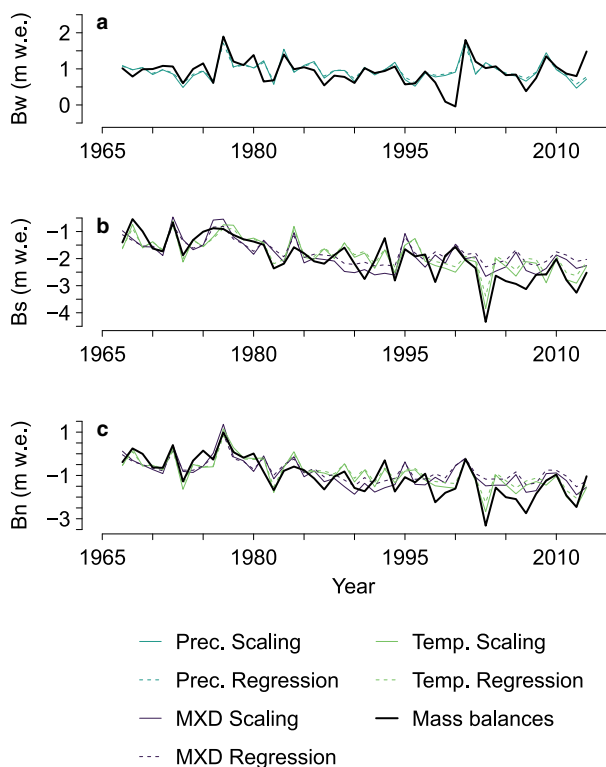 a
Bw (m w.e.)
2
1
0
1965 1980 1995 2010
b
Bs (m w.e.)
−1
−2
−3
−4
1965 1980 1995 2010
c
Bn (m w.e.)
1
−1
−3
1965 1980 1995 2010
Year
Prec. Scaling
Prec. Regression
MXD Scaling
MXD Regression
Temp. Scaling
Temp. Regression
Mass balances